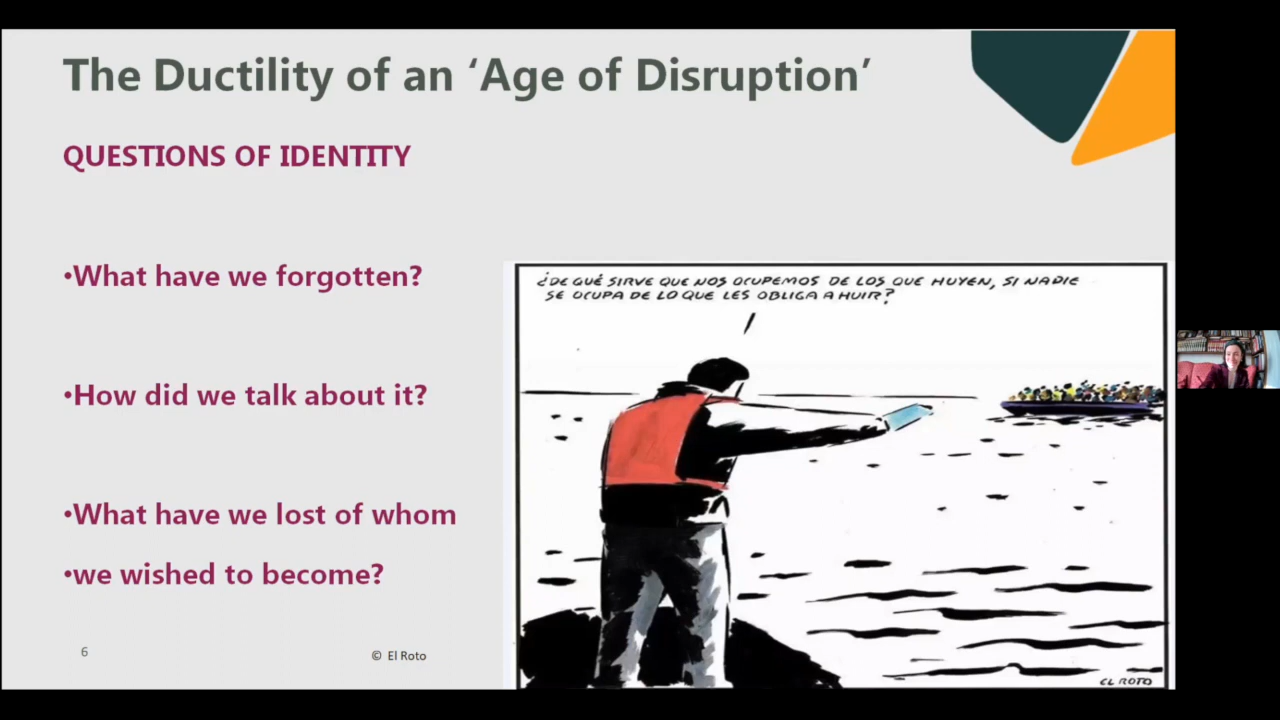 The Ductility of an ‘Age of Disruption’
QUESTIONS OF IDENTITY
•What have we forgotten?
•How did we talk about it?
•What have we lost of whom
•we wished to become?
¿DE QUÉ SIRVE QUE NOS OCUPEMOS DE LOS QUE HUYEN, SI NADIE
SE OCUPA DE LO QUE LES OBLIGA A HUIR?
EL ROTO
6
© El Roto